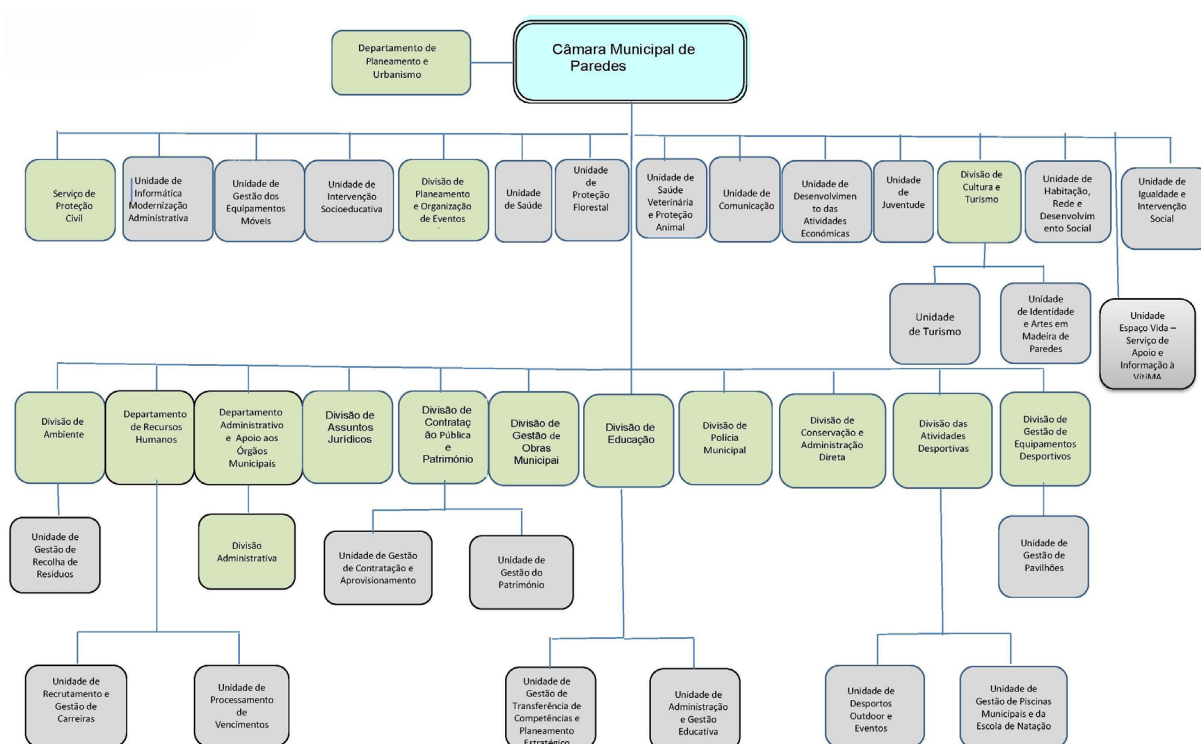 Departamento de
Planeamento e
Urbanismo
Câmara Municipal de
Paredes
Serviço de
Proteção
Civil
Unidade de
Informática
Modernização
Administrativa
Unidade de
Gestão dos
Equipamentos
Móveis
Unidade de
Intervenção
Socioeducativa
Divisão de
Planeamento
e Organização
de Eventos
Unidade
de Saúde
Unidade
de
Proteção
Florestal
Unidade de
Saúde
Veterinária
e Proteção
Animal
Unidade de
Comunicação
Unidade de
Desenvolvimen
to das
Atividades
Económicas
Unidade
de
Juventude
Divisão de
Cultura e
Turismo
Unidade de
Habitação,
Rede e
Desenvolvim
ento Social
Unidade de
Igualdade e
Intervenção
Social
Unidade
de Turismo
Unidade
de Identidade
e Artes em
Madeira de
Paredes
Unidade
Espaço Vida –
Serviço de
Apoio e
Informação à
VítiMA
Divisão de
Ambiente
Departamento
de Recursos
Humanos
Departamento
Administrativo
e Apoio aos
Órgãos
Municipais
Divisão de
Assuntos
Jurídicos
Divisão de
Contrataç
ão Pública
e
Património
Divisão de
Gestão de
Obras
Municipai
Divisão de
Educação
Divisão de
Polícia
Municipal
Divisão de
Conservação e
Administração
Direta
Divisão das
Atividades
Desportivas
Divisão de
Gestão de
Equipamentos
Desportivos
Unidade de
Gestão de
Recolha de
Resíduos
Divisão
Administrativa
Unidade de Gestão
de Contratação e
Aprovisionamento
Unidade de
Gestão do
Património
Unidade de
Gestão de
Pavilhões
Unidade de
Recrutamento e
Gestão de
Carreiras
Unidade de
Processamento
de
Vencimentos
Unidade de
Gestão de
Transferência de
Competências e
Planeamento
Estratégico
Unidade de
Administração
e Gestão
Educativa
Unidade de
Desportos
Outdoor e
Eventos
Unidade de
Gestão de Piscinas
Municipais e da
Escola de Natação